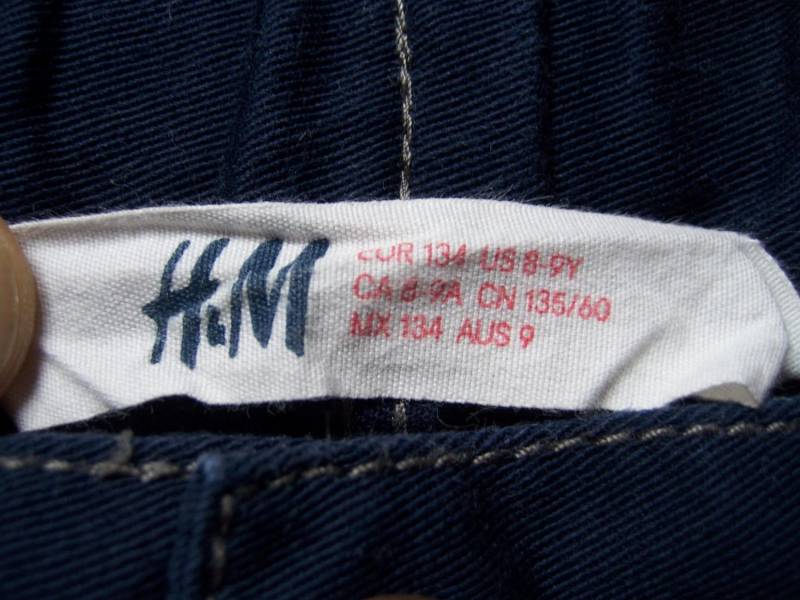 H&M
EUR 134 US 8-9Y
CA 8-9A CN 135/60
MX 134 AUS 9